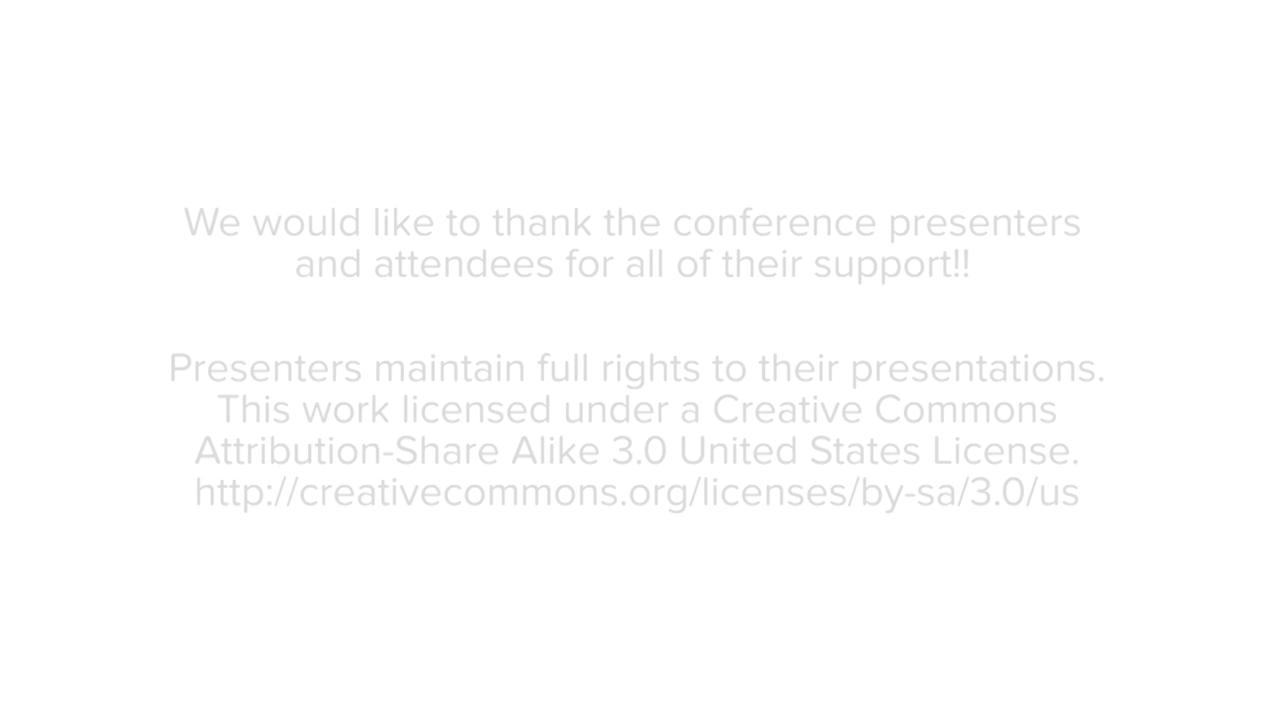 We would like to thank the conference presenters
and attendees for all of their support!!
Presenters maintain full rights to their presentations.
This work licensed under a Creative Commons
Attribution-Share Alike 3.0 United States License.
http://creativecommons.org/licenses/by-sa/3.0/us